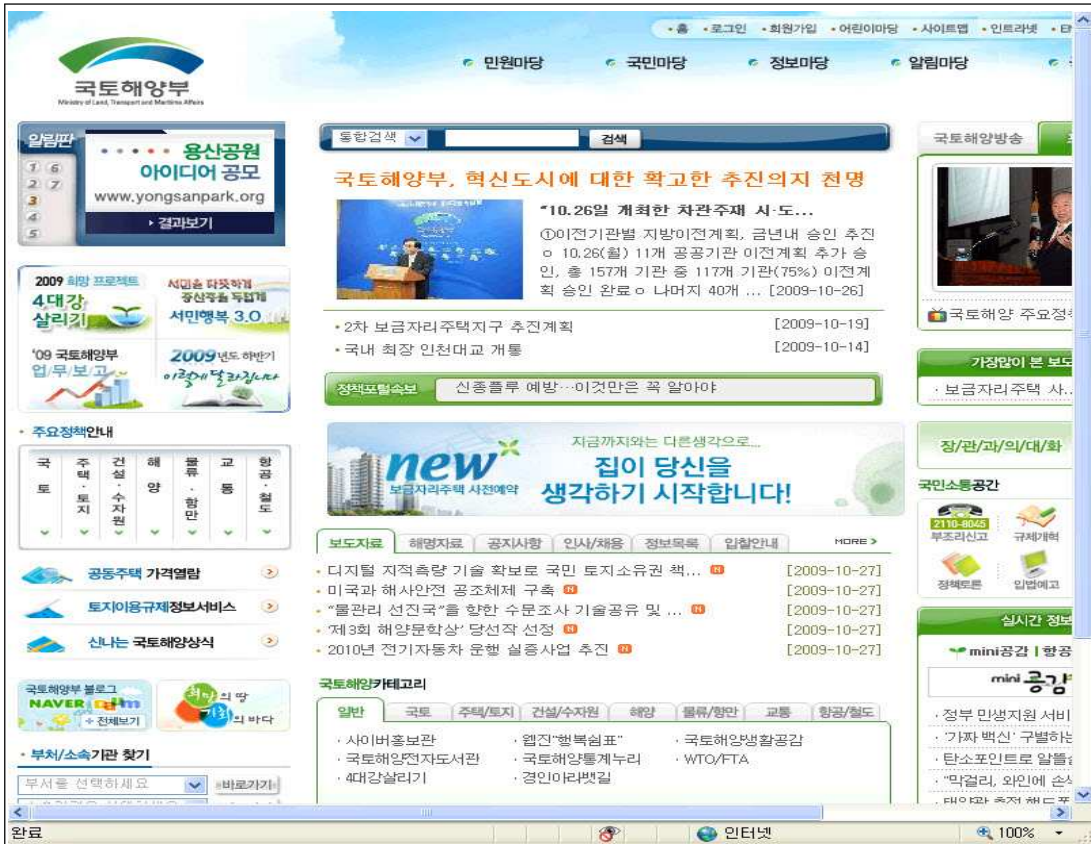 홈 로그인 회원가입 어린이마당 사이트맵 인트라넷
국토해양부
Ministry of Land, Transport and Maritime Affairs
민원마당 국민마당 정보마당 알림마당
알림판
1 6
2 7
3
4
5
용산공원
아이디어 공모
www.yongsanpark.org
결과보기
2009 희망 프로젝트
4대강
살리기
서민을 따뜻하게
중산층을 두텁게
서민행복 3.0
'09 국토해양부
업/무/보/고
2009년도 하반기
이렇게 달라집니다
주요정책안내
국토
주택·토지
건설·수자원
해양
물류·항만
교통
항공·철도
공동주택 가격열람
토지이용규제정보서비스
신나는 국토해양상식
국토해양부 블로그
NAVER
+ 전체보기
희망의 땅
기회의 바다
부처/소속기관 찾기
부서를 선택하세요 바로가기
통합검색 검색
국토해양부, 혁신도시에 대한 확고한 추진의지 천명
"10.26일 개최한 차관주재 시·도...
①이전기관별 지방이전계획, 금년내 승인 추진
ㅇ 10.26(월) 11개 공공기관 이전계획 추가 승
인, 총 157개 기관 중 117개 기관(75%) 이전계
획 승인 완료ㅇ 나머지 40개 ... [2009-10-26]
2차 보금자리주택지구 추진계획 [2009-10-19]
국내 최장 인천대교 개통 [2009-10-14]
정책포털속보 신종플루 예방…이것만은 꼭 알아야
new
보금자리주택 사전예약
지금까지와는 다른생각으로...
집이 당신을
생각하기 시작합니다!
보도자료 해명자료 공지사항 인사/채용 정보목록 입찰안내 MORE >
디지털 지적측량 기술 확보로 국민 토지소유권 책... N [2009-10-27]
미국과 해사안전 공조체제 구축 N [2009-10-27]
"물관리 선진국"을 향한 수문조사 기술공유 및 ... N [2009-10-27]
'제3회 해양문학상' 당선작 선정 N [2009-10-27]
2010년 전기자동차 운행 실증사업 추진 N [2009-10-27]
국토해양카테고리
일반 국토 주택/토지 건설/수자원 해양 물류/항만 교통 항공/철도
· 사이버홍보관 · 웹진"행복쉼표" · 국토해양생활공감
· 국토해양전자도서관 · 국토해양통계누리 · WTO/FTA
· 4대강살리기 · 경인아라뱃길
국토해양방송
국토해양 주요정
가장많이 본 보도
· 보금자리주택 사..
장/관/과/의/대/화
국민소통공간
2110-8045
부조리신고 규제개혁
정책토론 입법예고
실시간 정보
mini공감 | 항공
mini 공감
· 정부 민생지원 서비
· '가짜 백신' 구별하는
· 탄소포인트로 알뜰
· "막걸리, 와인에 손
완료 인터넷 100%